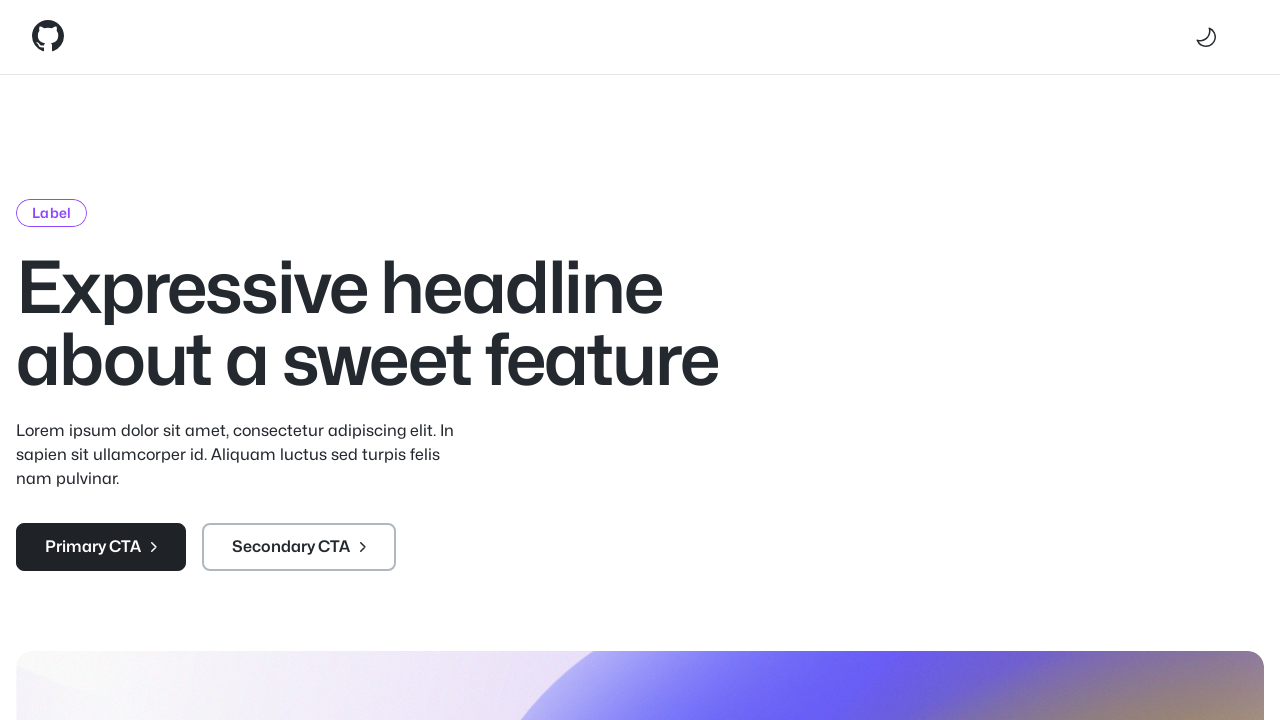 Label
Expressive headline
about a sweet feature
Lorem ipsum dolor sit amet, consectetur adipiscing elit. In
sapien sit ullamcorper id. Aliquam luctus sed turpis felis
nam pulvinar.
Primary CTA
Secondary CTA